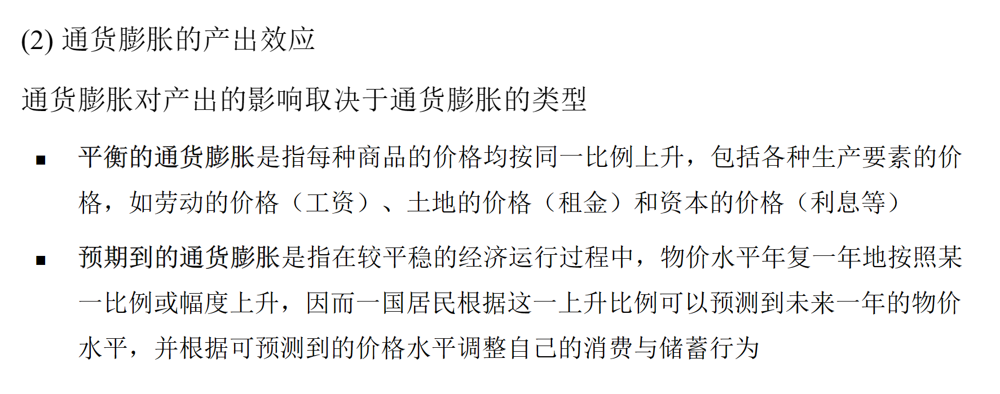 (2) 通货膨胀的产出效应
通货膨胀对产出的影响取决于通货膨胀的类型
▪ 平衡的通货膨胀是指每种商品的价格均按同一比例上升，包括各种生产要素的价
格，如劳动的价格（工资）、土地的价格（租金）和资本的价格（利息等）
▪ 预期到的通货膨胀是指在较平稳的经济运行过程中，物价水平年复一年地按照某
一比例或幅度上升，因而一国居民根据这一上升比例可以预测到未来一年的物价
水平，并根据可预测到的价格水平调整自己的消费与储蓄行为